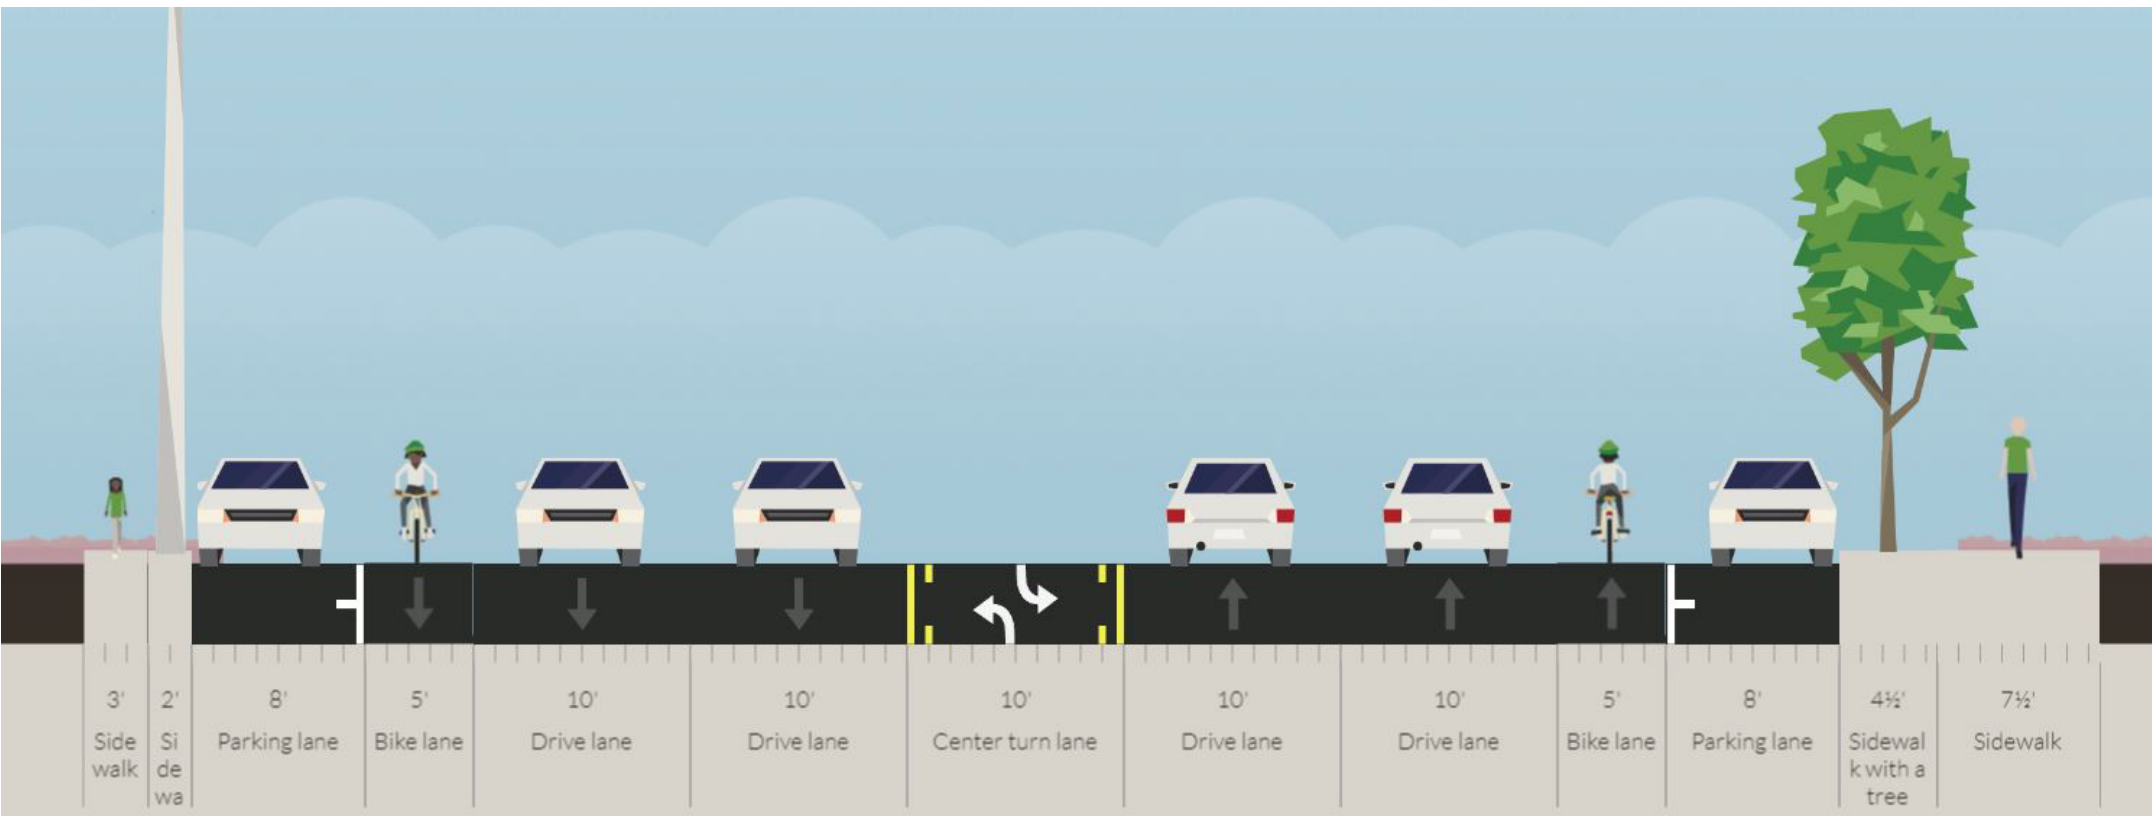 3' 2' 8' 5' 10' 10' 10' 10' 10' 5' 8' 4½' 7½'
Side Si Parking lane Bike lane Drive lane Drive lane Center turn lane Drive lane Drive lane Bike lane Parking lane Sidewal Sidewalk
walk de k with a
wa tree